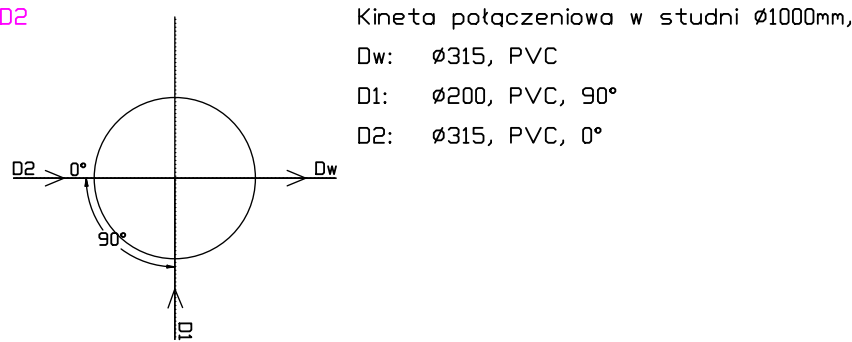 D2
Kineta połączeniowa w studni Ø1000mm,
Dw: Ø315, PVC
D1: Ø200, PVC, 90°
D2: Ø315, PVC, 0°
D2 0° Dw
90°
D1